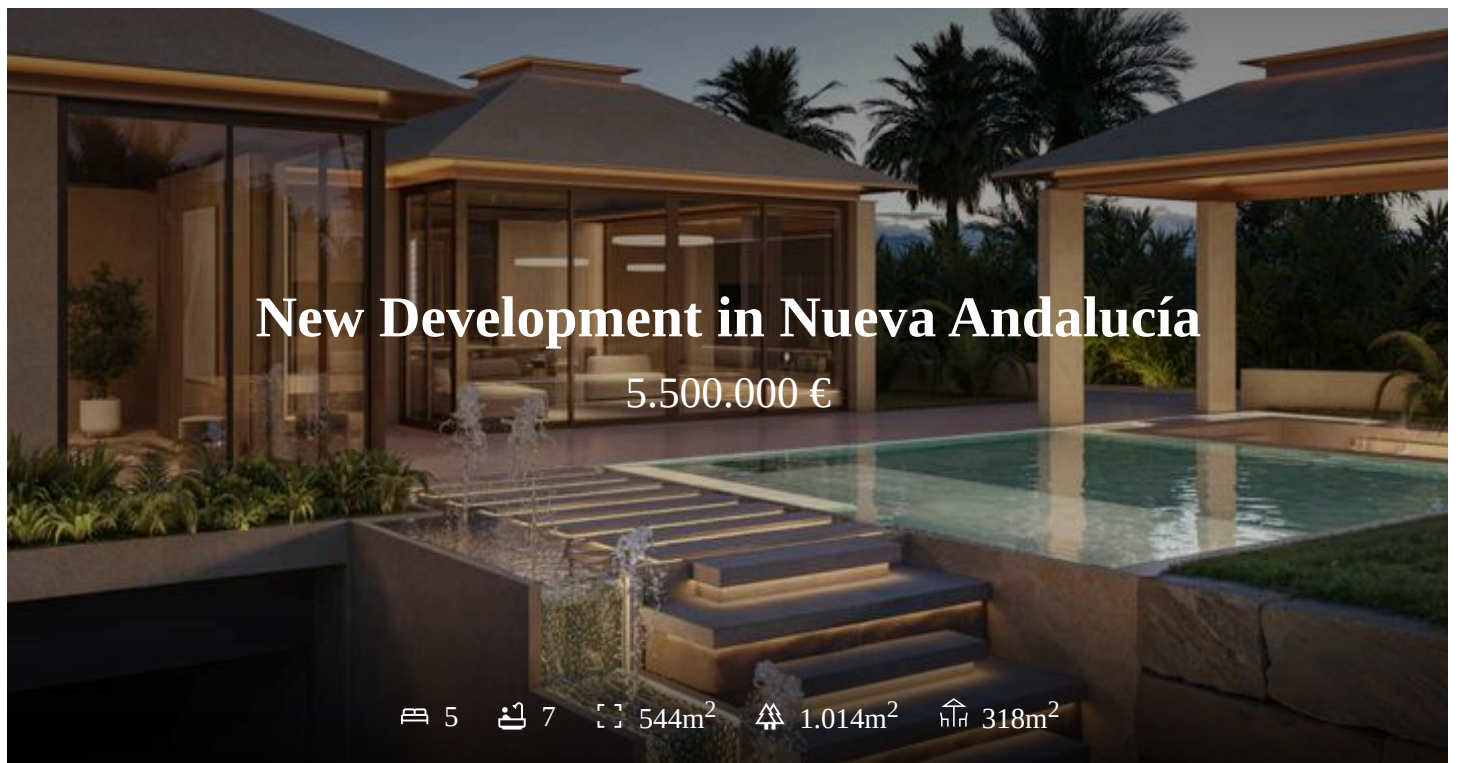 New Development in Nueva Andalucía
5.500.000 €
5 7 544m² 1.014m² 318m²